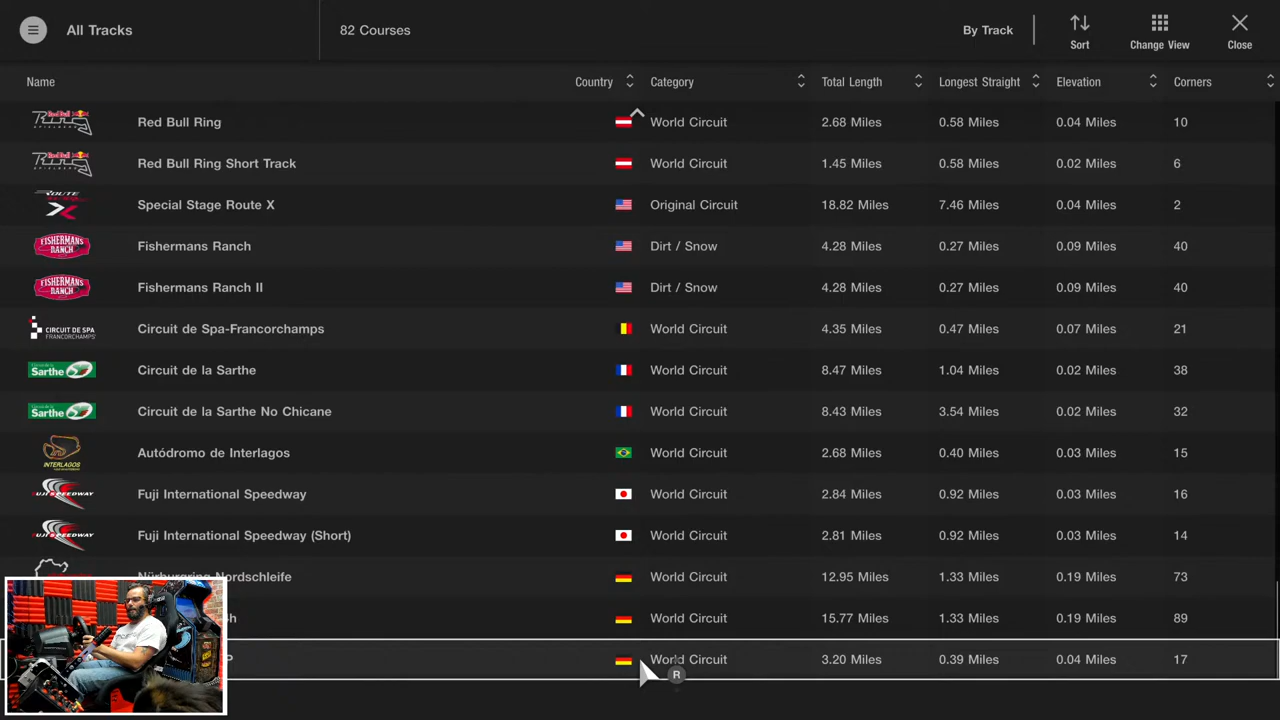 All Tracks 82 Courses By Track Sort Change View Close
Name Country Category Total Length Longest Straight Elevation Corners
Red Bull Ring World Circuit 2.68 Miles 0.58 Miles 0.04 Miles 10
Red Bull Ring Short Track World Circuit 1.45 Miles 0.58 Miles 0.02 Miles 6
ROUTE X Special Stage Route X Original Circuit 18.82 Miles 7.46 Miles 0.04 Miles 2
FISHERMANS RANCH Fishermans Ranch Dirt / Snow 4.28 Miles 0.27 Miles 0.09 Miles 40
FISHERMANS RANCH Fishermans Ranch II Dirt / Snow 4.28 Miles 0.27 Miles 0.09 Miles 40
CIRCUIT DE SPA FRANCORCHAMPS Circuit de Spa-Francorchamps World Circuit 4.35 Miles 0.47 Miles 0.07 Miles 21
Sarthe Circuit de la Sarthe World Circuit 8.47 Miles 1.04 Miles 0.02 Miles 38
Sarthe Circuit de la Sarthe No Chicane World Circuit 8.43 Miles 3.54 Miles 0.02 Miles 32
INTERLAGOS Autódromo de Interlagos World Circuit 2.68 Miles 0.40 Miles 0.03 Miles 15
FUJI SPEEDWAY Fuji International Speedway World Circuit 2.84 Miles 0.92 Miles 0.03 Miles 16
FUJI SPEEDWAY Fuji International Speedway (Short) World Circuit 2.81 Miles 0.92 Miles 0.03 Miles 14
Nürburgring Nordschleife World Circuit 12.95 Miles 1.33 Miles 0.19 Miles 73
World Circuit 15.77 Miles 1.33 Miles 0.19 Miles 89
World Circuit 3.20 Miles 0.39 Miles 0.04 Miles 17
R